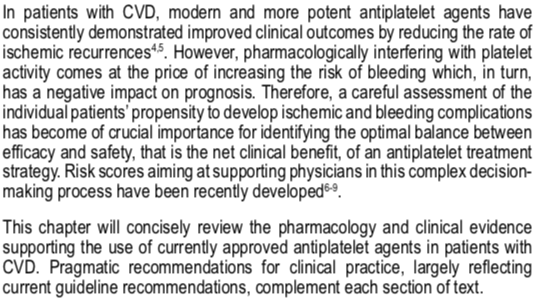 In patients with CVD, modern and more potent antiplatelet agents have
consistently demonstrated improved clinical outcomes by reducing the rate of
ischemic recurrences4,5. However, pharmacologically interfering with platelet
activity comes at the price of increasing the risk of bleeding which, in turn,
has a negative impact on prognosis. Therefore, a careful assessment of the
individual patients' propensity to develop ischemic and bleeding complications
has become of crucial importance for identifying the optimal balance between
efficacy and safety, that is the net clinical benefit, of an antiplatelet treatment
strategy. Risk scores aiming at supporting physicians in this complex decision-
making process have been recently developed6-9.
This chapter will concisely review the pharmacology and clinical evidence
supporting the use of currently approved antiplatelet agents in patients with
CVD. Pragmatic recommendations for clinical practice, largely reflecting
current guideline recommendations, complement each section of text.